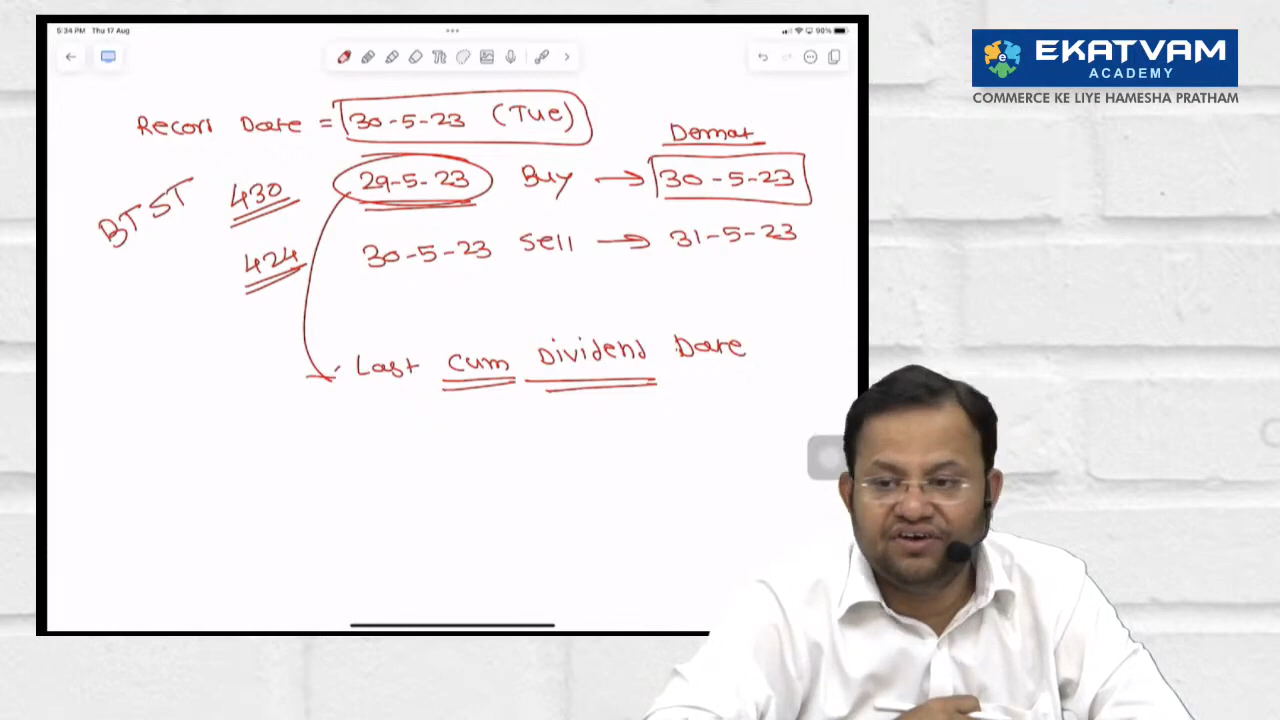 5:34 PM Thu 17 Aug
90%
EKATVAM
ACADEMY
COMMERCE KE LIYE HAMESHA PRATHAM
Record Date = 30-5-23 (Tue)
Demat
BTST 430 29-5-23 Buy → 30-5-23
424 30-5-23 Sell → 31-5-23
Last Cum Dividend Date